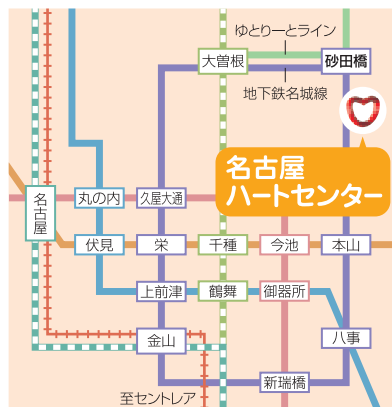 ゆとりーとライン
大曽根
砂田橋
地下鉄名城線
名古屋
ハートセンター
名古屋
丸の内
久屋大通
伏見
栄
千種
今池
本山
上前津
鶴舞
御器所
金山
八事
新瑞橋
至セントレア